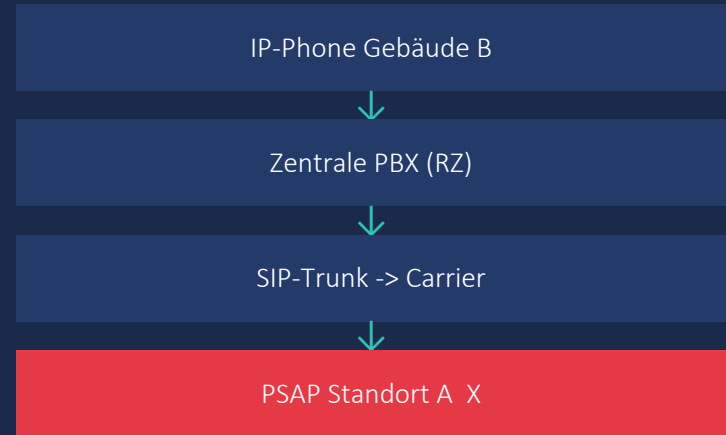 IP-Phone Gebäude B
Zentrale PBX (RZ)
SIP-Trunk -> Carrier
PSAP Standort A  X